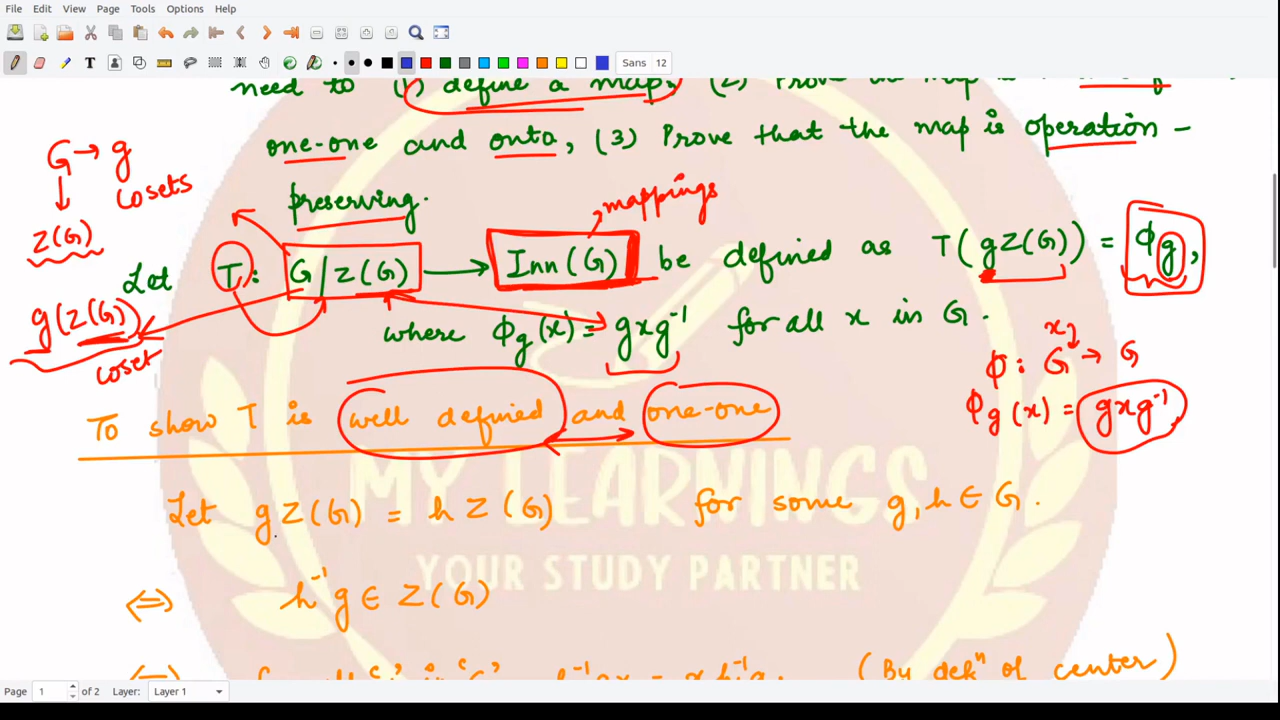 File Edit View Page Tools Options Help
Sans 12
need to (1) define a map, (2) Prove the map is
one-one and onto, (3) Prove that the map is operation -
preserving.
G → g
cosets
Z(G)
mappings
Let T: G/Z(G) → Inn(G) be defined as T(gZ(G)) = Φg,
g(Z(G))
coset
where Φg(x) = gxg⁻¹ for all x in G.
x
Φ: G → G
Φg(x) = gxg⁻¹
To show T is well defined and one-one
MY LEARNINGS
YOUR STUDY PARTNER
Let gZ(G) = hZ(G) for some g, h ∈ G.
⇔ h⁻¹g ∈ Z(G)
(By defⁿ of center)
Page 1 of 2 Layer: Layer 1